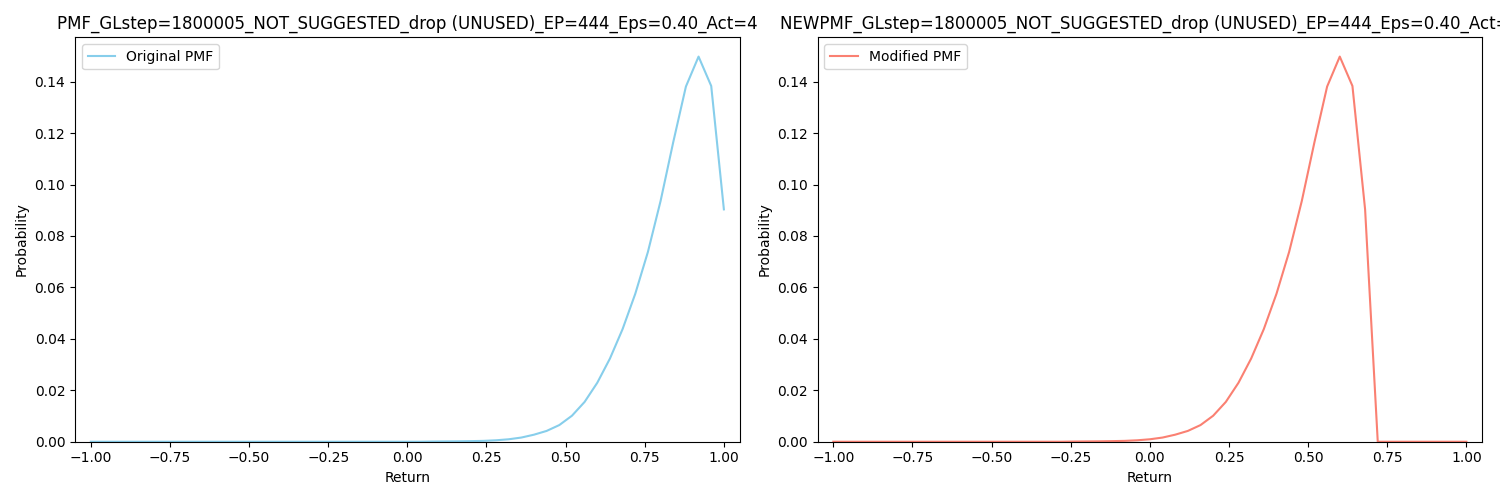 PMF_GLstep=1800005_NOT_SUGGESTED_drop (UNUSED)_EP=444_Eps=0.40_Act=4
Original PMF
0.14
0.12
0.10
0.08
0.06
0.04
0.02
0.00
Probability
−1.00 −0.75 −0.50 −0.25 0.00 0.25 0.50 0.75 1.00
Return
NEWPMF_GLstep=1800005_NOT_SUGGESTED_drop (UNUSED)_EP=444_Eps=0.40_Act=
Modified PMF
0.14
0.12
0.10
0.08
0.06
0.04
0.02
0.00
Probability
−1.00 −0.75 −0.50 −0.25 0.00 0.25 0.50 0.75 1.00
Return